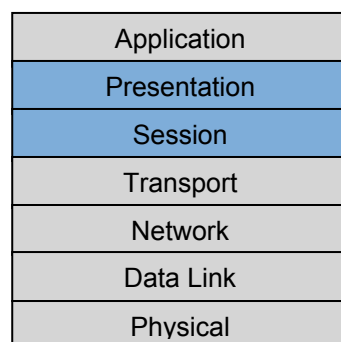 Application
Presentation
Session
Transport
Network
Data Link
Physical